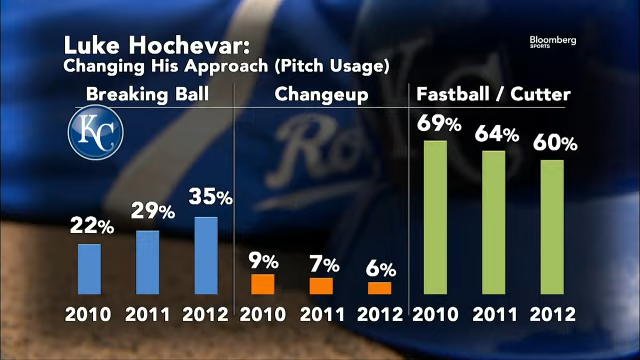 Luke Hochevar:
Changing His Approach (Pitch Usage)
Bloomberg
SPORTS
Breaking Ball
Changeup
Fastball / Cutter
KC
Ro
22% 29% 35%
9% 7% 6%
69% 64% 60%
2010 2011 2012 2010 2011 2012 2010 2011 2012